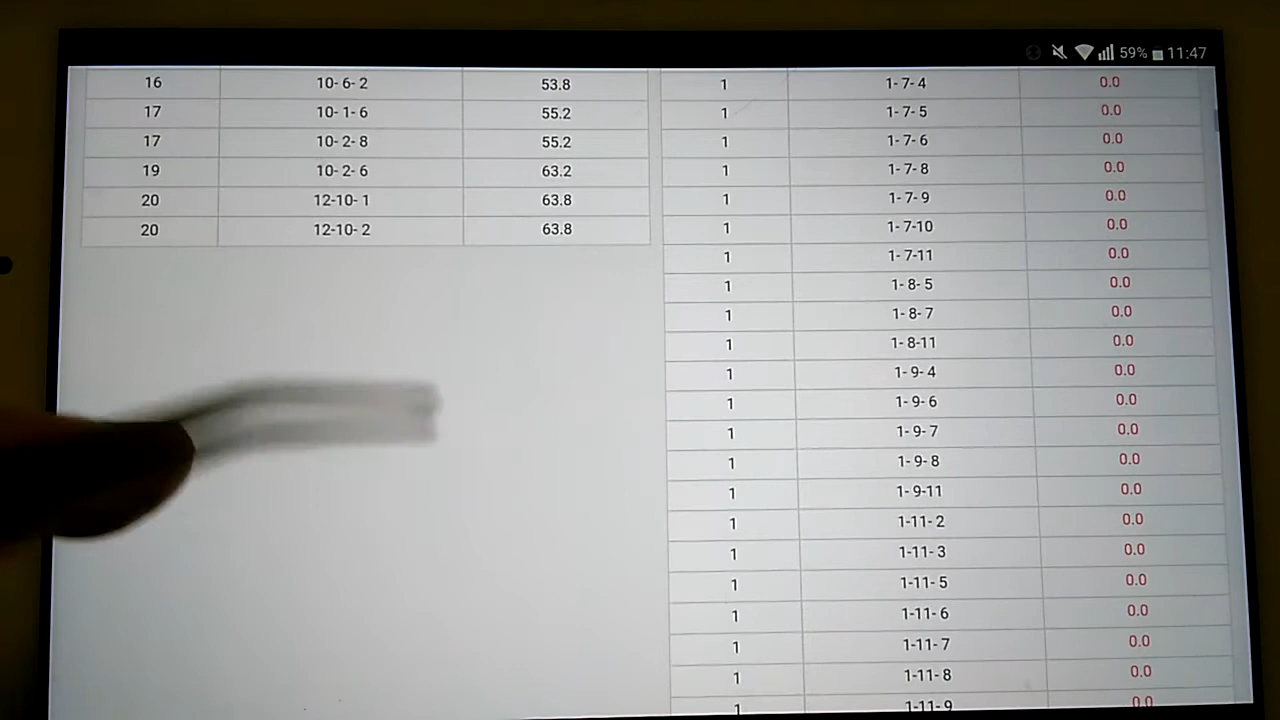 59% 11:47
16 10- 6- 2 53.8
17 10- 1- 6 55.2
17 10- 2- 8 55.2
19 10- 2- 6 63.2
20 12-10- 1 63.8
20 12-10- 2 63.8
1 1- 7- 4 0.0
1 1- 7- 5 0.0
1 1- 7- 6 0.0
1 1- 7- 8 0.0
1 1- 7- 9 0.0
1 1- 7-10 0.0
1 1- 7-11 0.0
1 1- 8- 5 0.0
1 1- 8- 7 0.0
1 1- 8-11 0.0
1 1- 9- 4 0.0
1 1- 9- 6 0.0
1 1- 9- 7 0.0
1 1- 9- 8 0.0
1 1- 9-11 0.0
1 1-11- 2 0.0
1 1-11- 3 0.0
1 1-11- 5 0.0
1 1-11- 6 0.0
1 1-11- 7 0.0
1 1-11- 8 0.0
1 1-11- 9 0.0